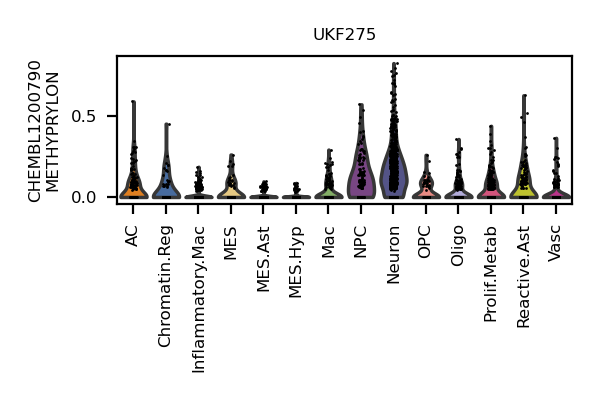 UKF275
CHEMBL1200790
METHYPRYLON
0.5
0.0
AC
Chromatin.Reg
Inflammatory.Mac
MES
MES.Ast
MES.Hyp
Mac
NPC
Neuron
OPC
Oligo
Prolif.Metab
Reactive.Ast
Vasc